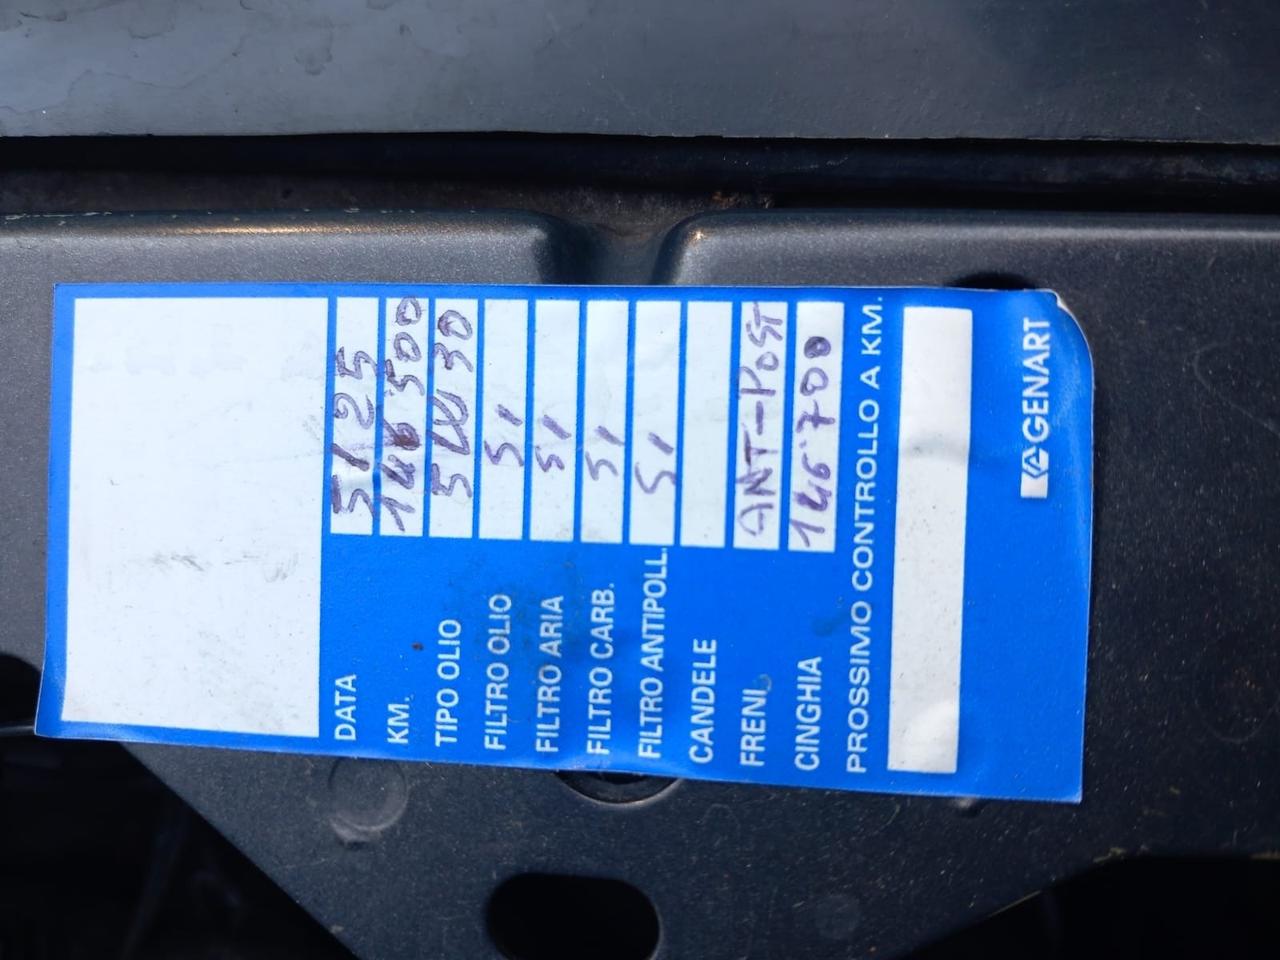 DATA 5/25
KM. 146500
TIPO OLIO 5W30
FILTRO OLIO SI
FILTRO ARIA SI
FILTRO CARB. SI
FILTRO ANTIPOLL. SI
CANDELE
FRENI ANT-POST
CINGHIA 146700
PROSSIMO CONTROLLO A KM.
AGENART